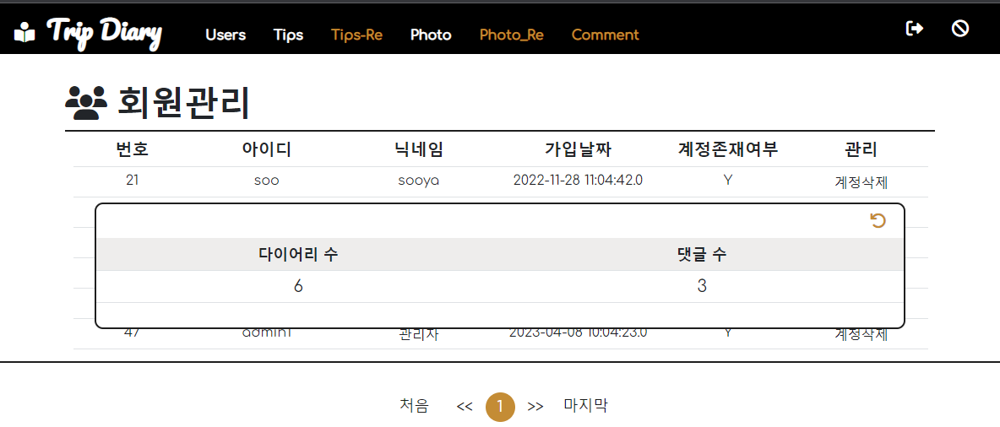 Trip Diary Users Tips Tips-Re Photo Photo_Re Comment
회원관리
번호 아이디 닉네임 가입날짜 계정존재여부 관리
21 soo sooya 2022-11-28 11:04:42.0 Y 계정삭제
다이어리 수 댓글 수
6 3
47 admin1 관리자 2023-04-08 10:04:23.0 Y 계정삭제
처음 << 1 >> 마지막